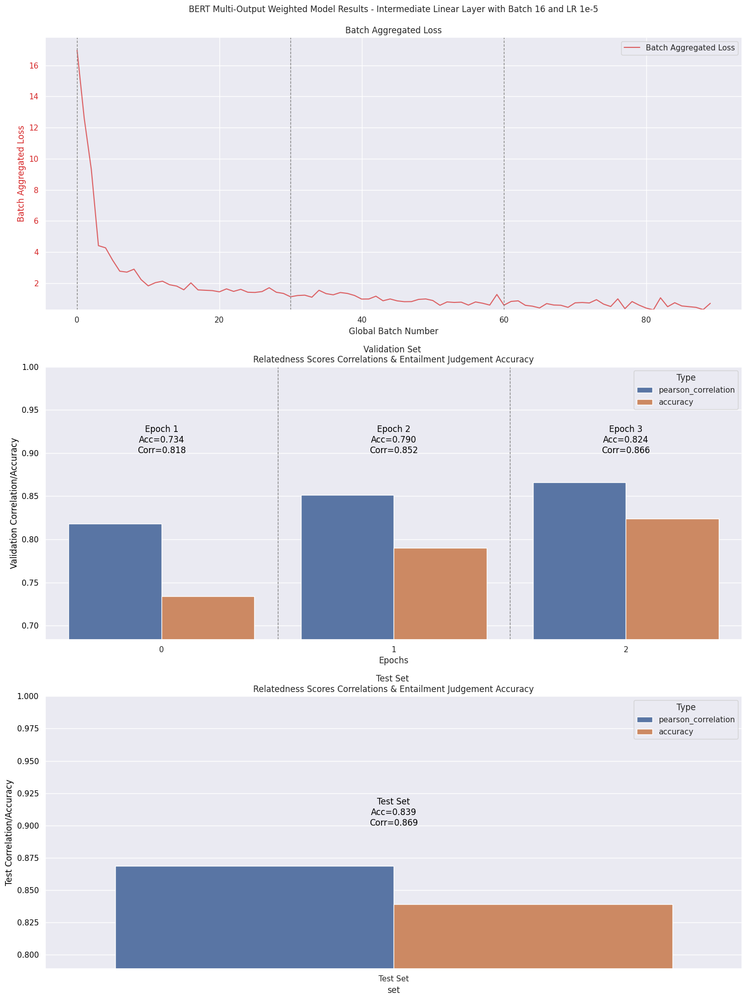 BERT Multi-Output Weighted Model Results - Intermediate Linear Layer with Batch 16 and LR 1e-5
Batch Aggregated Loss
Batch Aggregated Loss
16
14
12
10
8
6
4
2
Batch Aggregated Loss
0
20
40
60
80
Global Batch Number
Validation Set
Relatedness Scores Correlations & Entailment Judgement Accuracy
Type
pearson_correlation
accuracy
1.00
0.95
0.90
0.85
0.80
0.75
0.70
Validation Correlation/Accuracy
Epoch 1
Acc=0.734
Corr=0.818
Epoch 2
Acc=0.790
Corr=0.852
Epoch 3
Acc=0.824
Corr=0.866
0
1
2
Epochs
Test Set
Relatedness Scores Correlations & Entailment Judgement Accuracy
Type
pearson_correlation
accuracy
1.000
0.975
0.950
0.925
0.900
0.875
0.850
0.825
0.800
Test Correlation/Accuracy
Test Set
Acc=0.839
Corr=0.869
Test Set
set